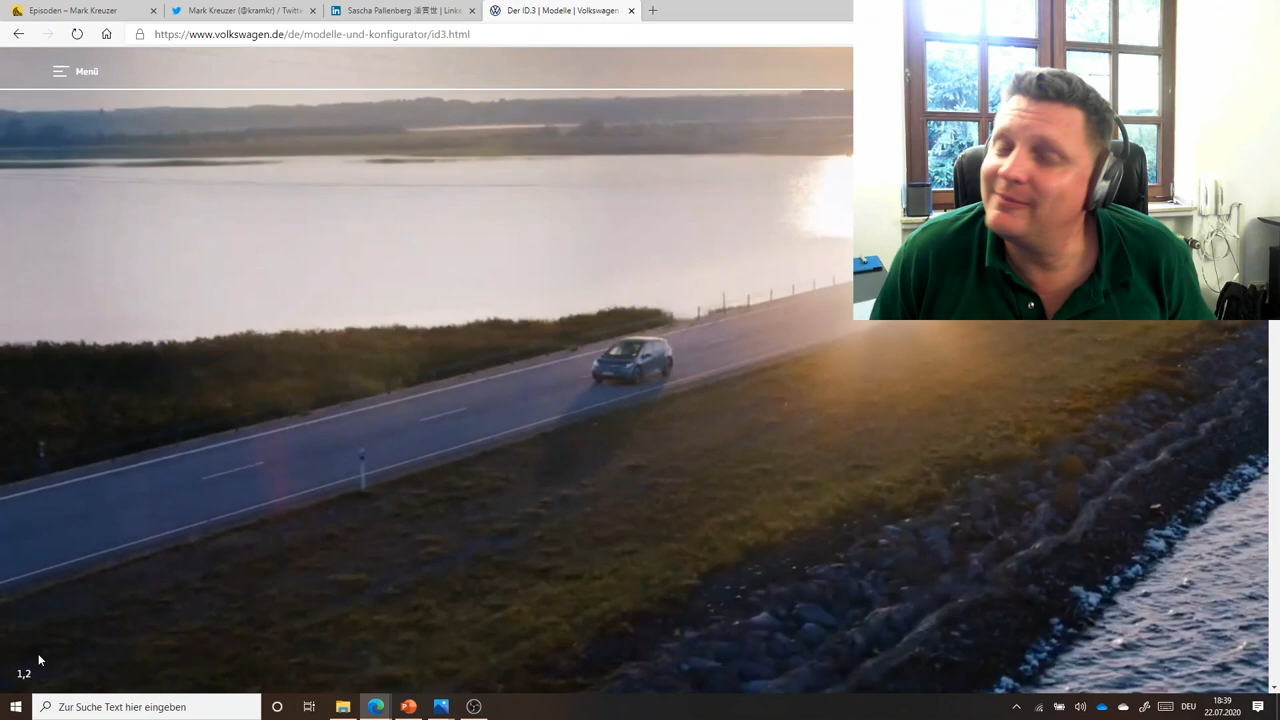 Episoden – Mark Kreuzer
Mark Kreuzer (@kramkr) / Twitte
Sascha Pallenberg 潘賞世 | Linke
Der ID.3 | Modelle | Volkswagen
https://www.volkswagen.de/de/modelle-und-konfigurator/id3.html
Menü
1,2
Zur Suche Text hier eingeben
DEU
18:39
22.07.2020